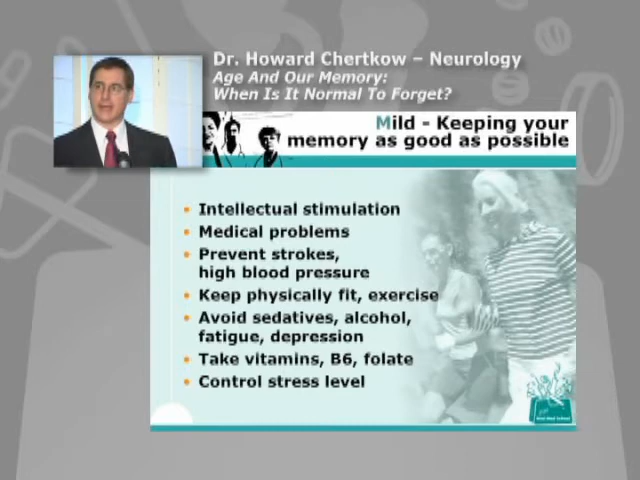 Dr. Howard Chertkow – Neurology
Age And Our Memory:
When Is It Normal To Forget?
Mild - Keeping your
memory as good as possible
Intellectual stimulation
Medical problems
Prevent strokes,
high blood pressure
Keep physically fit, exercise
Avoid sedatives, alcohol,
fatigue, depression
Take vitamins, B6, folate
Control stress level